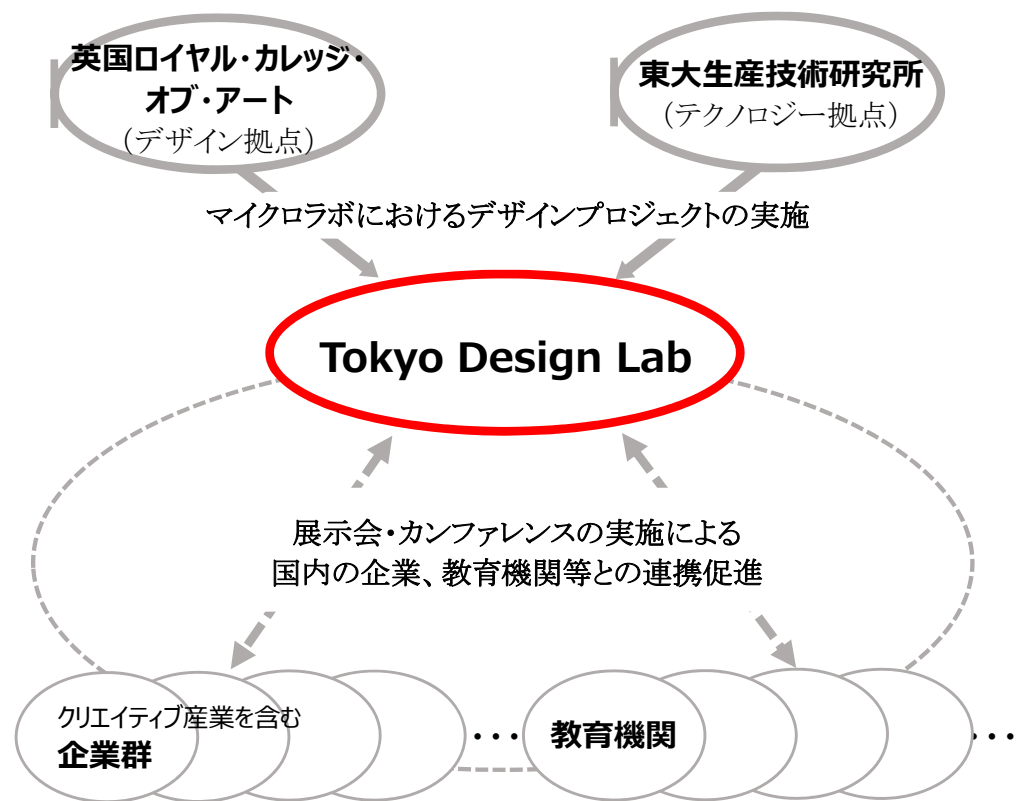 英国ロイヤル・カレッジ・
オブ・アート
（デザイン拠点）
東大生産技術研究所
（テクノロジー拠点）
マイクロラボにおけるデザインプロジェクトの実施
Tokyo Design Lab
展示会・カンファレンスの実施による
国内の企業、教育機関等との連携促進
クリエイティブ産業を含む
企業群
・・・
教育機関
・・・